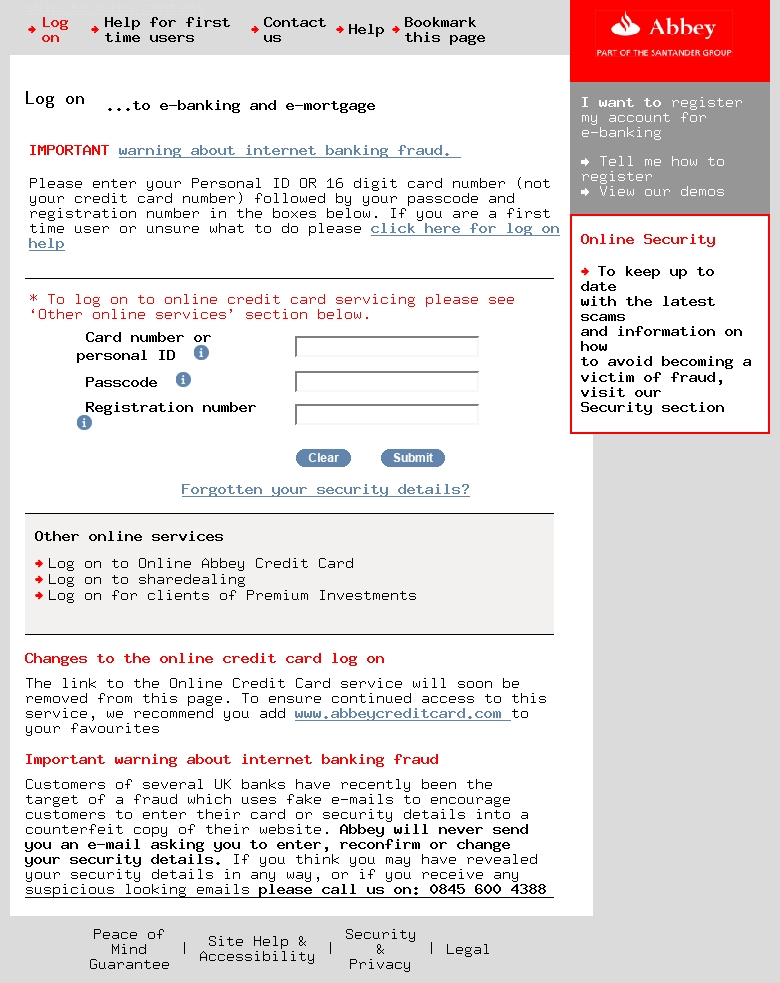 Log on
Help for first time users
Contact us
Help
Bookmark this page
Abbey
PART OF THE SANTANDER GROUP
I want to register
my account for
e-banking
Tell me how to
register
View our demos
Online Security
To keep up to
date
with the latest
scams
and information on
how
to avoid becoming a
victim of fraud,
visit our
Security section
Log on ...to e-banking and e-mortgage
IMPORTANT warning about internet banking fraud.
Please enter your Personal ID OR 16 digit card number (not
your credit card number) followed by your passcode and
registration number in the boxes below. If you are a first
time user or unsure what to do please click here for log on
help
* To log on to online credit card servicing please see
‘Other online services’ section below.
Card number or
personal ID i
Passcode i
Registration number
i
Clear Submit
Forgotten your security details?
Other online services
Log on to Online Abbey Credit Card
Log on to sharedealing
Log on for clients of Premium Investments
Changes to the online credit card log on
The link to the Online Credit Card service will soon be
removed from this page. To ensure continued access to this
service, we recommend you add www.abbeycreditcard.com to
your favourites
Important warning about internet banking fraud
Customers of several UK banks have recently been the
target of a fraud which uses fake e-mails to encourage
customers to enter their card or security details into a
counterfeit copy of their website. Abbey will never send
you an e-mail asking you to enter, reconfirm or change
your security details. If you think you may have revealed
your security details in any way, or if you receive any
suspicious looking emails please call us on: 0845 600 4388
Peace of Mind Guarantee | Site Help & Accessibility | Security & Privacy | Legal